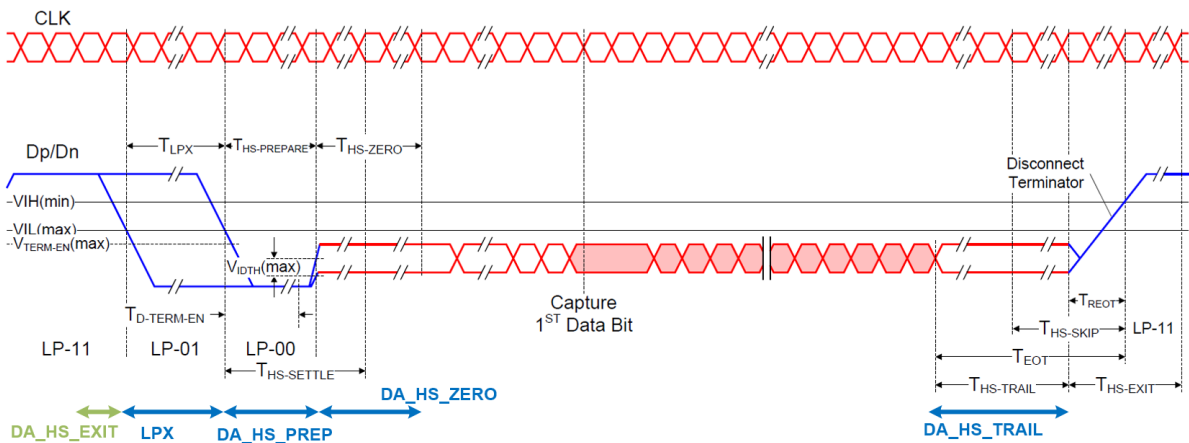 CLK
TLPX
THS-PREPARE
THS-ZERO
Dp/Dn
Disconnect
Terminator
VIH(min)
VIL(max)
VTERM-EN(max)
VIDTH(max)
TD-TERM-EN
Capture
1ST Data Bit
TREOT
THS-SKIP
LP-11
LP-11
LP-01
LP-00
TEOT
THS-SETTLE
THS-TRAIL
THS-EXIT
DA_HS_ZERO
DA_HS_EXIT
LPX
DA_HS_PREP
DA_HS_TRAIL
LP-11